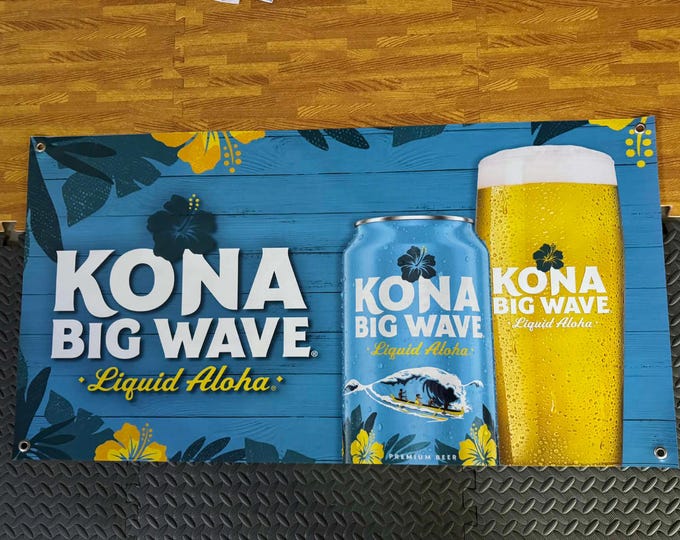 KONA
BIG WAVE®
Liquid Aloha®
KONA
BIG WAVE
Liquid Aloha
PREMIUM BEER
KONA
BIG WAVE
Liquid Aloha